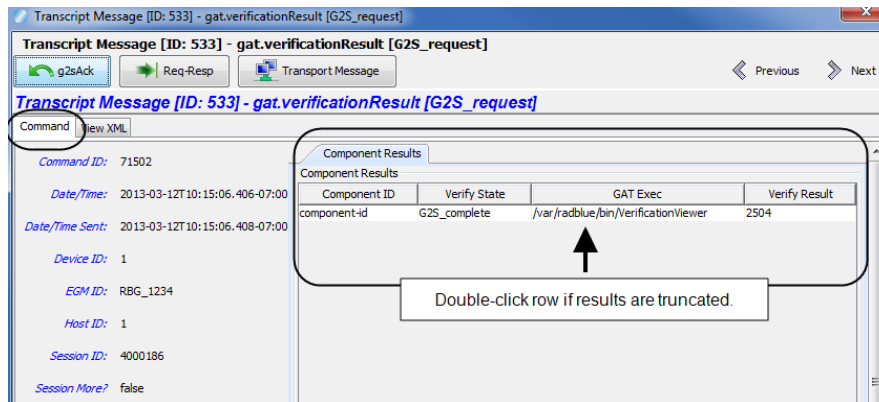 Transcript Message [ID: 533] - gat.verificationResult [G2S_request]
Transcript Message [ID: 533] - gat.verificationResult [G2S_request]
g2sAck Req-Resp Transport Message Previous Next
Transcript Message [ID: 533] - gat.verificationResult [G2S_request]
Command View XML
Command ID: 71502
Date/Time: 2013-03-12T10:15:06.406-07:00
Date/Time Sent: 2013-03-12T10:15:06.408-07:00
Device ID: 1
EGM ID: RBG_1234
Host ID: 1
Session ID: 4000186
Session More? false
Component Results
Component Results
Component ID Verify State GAT Exec Verify Result
component-id G2S_complete /var/radblue/bin/VerificationViewer 2504
Double-click row if results are truncated.